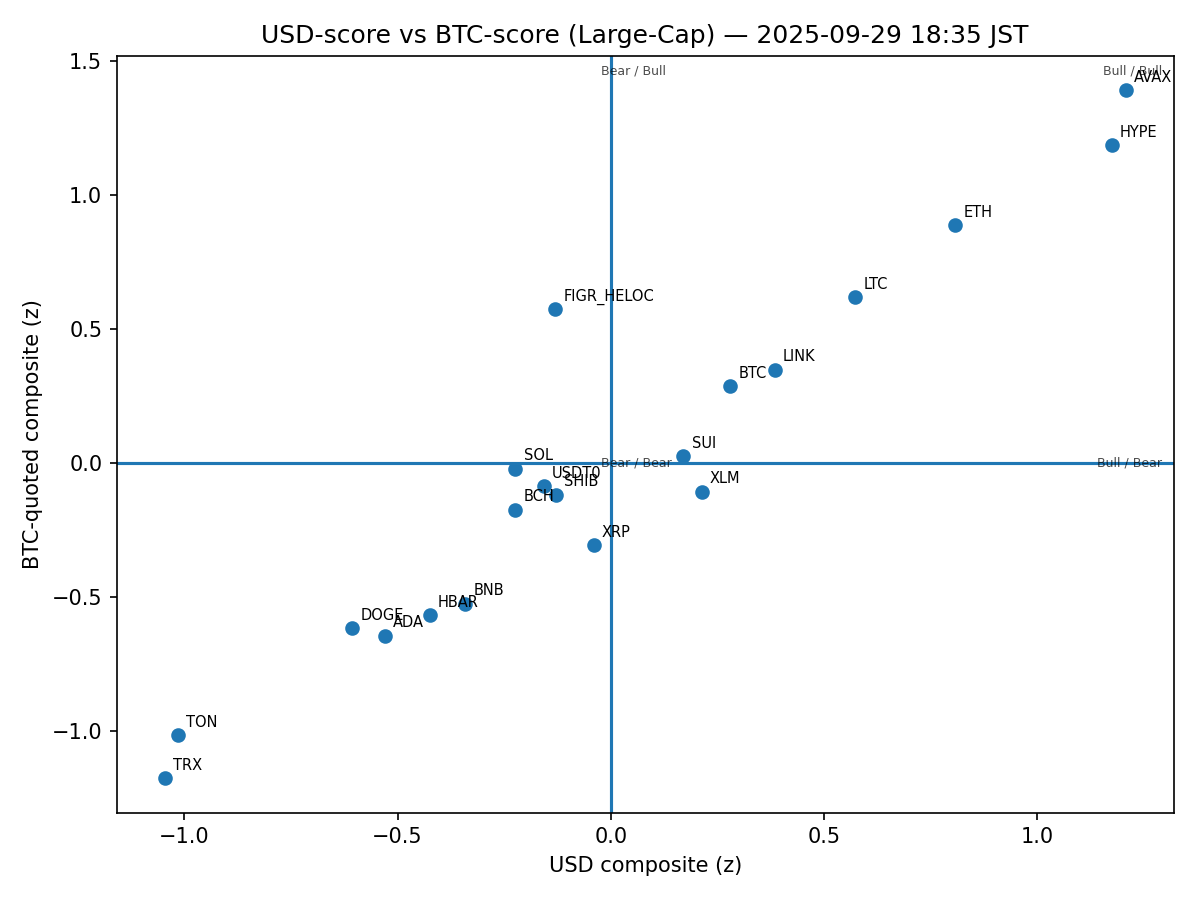 USD-score vs BTC-score (Large-Cap) — 2025-09-29 18:35 JST
1.5
Bear / Bull
Bull / Bull
AVAX
HYPE
1.0
ETH
LTC
FIGR_HELOC
0.5
LINK
BTC
SUI
SOL
0.0
Bear / Bear
Bull / Bear
USDT0
SHIB
XLM
BCH
XRP
−0.5
BNB
HBAR
DOGE
ADA
TON
−1.0
TRX
−1.0
−0.5
0.0
0.5
1.0
USD composite (z)
BTC-quoted composite (z)